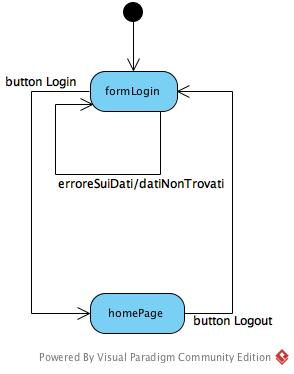 formLogin
button Login
erroreSuiDati/datiNonTrovati
homePage
button Logout
Powered By Visual Paradigm Community Edition